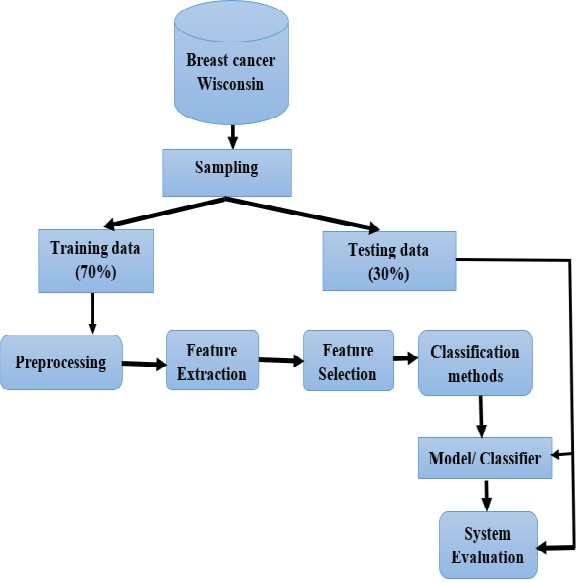 Breast cancer
Wisconsin
Sampling
Training data
(70%)
Testing data
(30%)
Preprocessing
Feature
Extraction
Feature
Selection
Classification
methods
Model/ Classifier
System
Evaluation